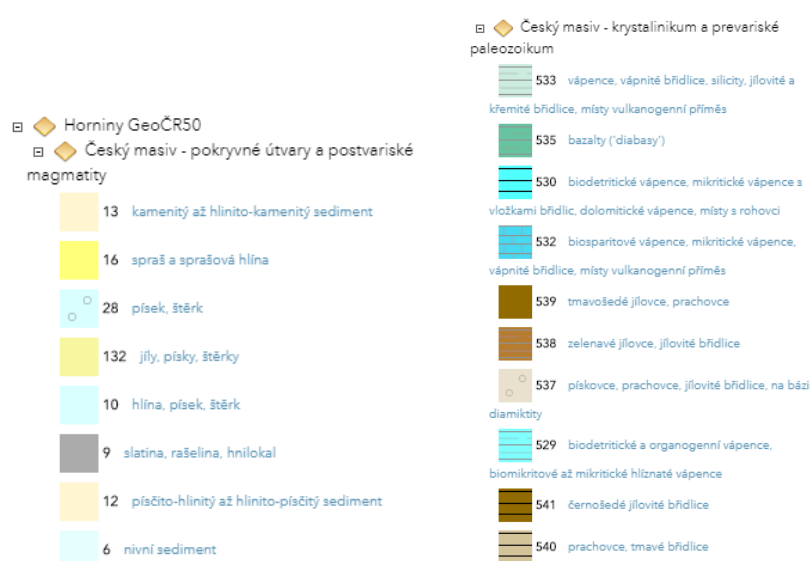 Horniny GeoČR50
Český masiv - pokryvné útvary a postvariské
magmatity
13 kamenitý až hlinito-kamenitý sediment
16 spraš a sprašová hlína
28 písek, štěrk
132 jíly, písky, štěrky
10 hlína, písek, štěrk
9 slatina, rašelina, hnilokal
12 písčito-hlinitý až hlinito-písčitý sediment
6 nivní sediment
Český masiv - krystalinikum a prevariské
paleozoikum
533 vápence, vápnité břidlice, silicity, jílovité a
křemité břidlice, místy vulkanogenní příměs
535 bazalty ('diabasy')
530 biodetritické vápence, mikritické vápence s
vložkami břidlic, dolomitické vápence, místy s rohovci
532 biosparitové vápence, mikritické vápence,
vápnité břidlice, místy vulkanogenní příměs
539 tmavošedé jílovce, prachovce
538 zelenavé jílovce, jílovité břidlice
537 pískovce, prachovce, jílovité břidlice, na bázi
diamiktity
529 biodetritické a organogenní vápence,
biomikritové až mikritické hlíznaté vápence
541 černošedé jílovité břidlice
540 prachovce, tmavé břidlice